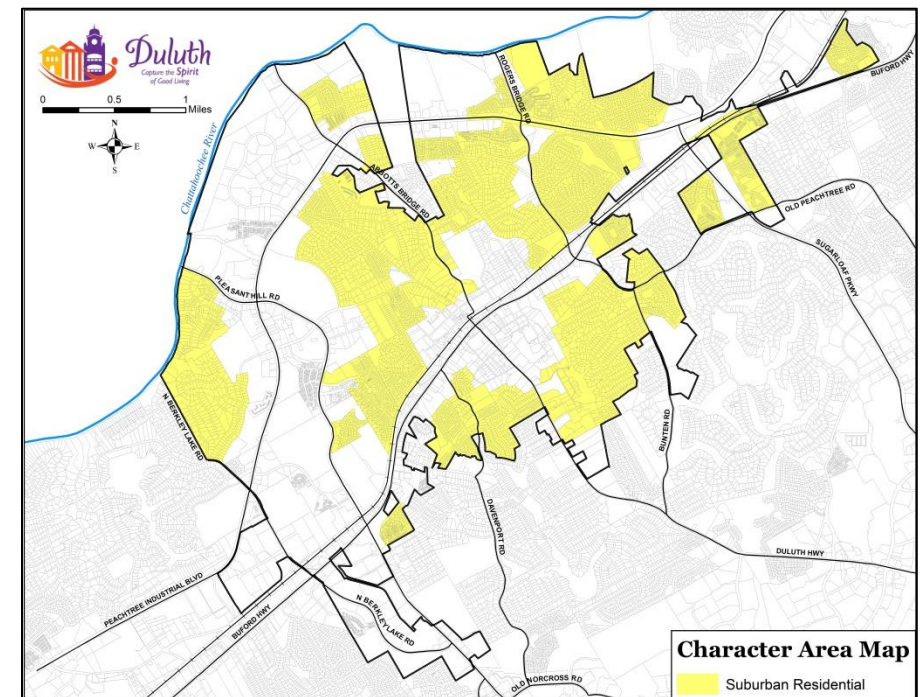 Duluth
Capture the Spirit
of Good Living
0 0.5 1
Miles
N
W E
S
Chattahoochee River
ROGERS BRIDGE RD
BUFORD HWY
ABBOTTS BRIDGE RD
OLD PEACHTREE RD
SUGARLOAF PKWY
PLEASANT HILL RD
N BERKLEY LAKE RD
BUNTEN RD
DAVENPORT RD
DULUTH HWY
PEACHTREE INDUSTRIAL BLVD
BUFORD HWY
N BERKLEY LAKE RD
OLD NORCROSS RD
Character Area Map
Suburban Residential